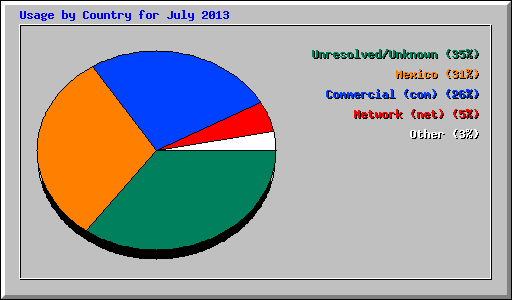 Usage by Country for July 2013
Unresolved/Unknown (35%)
Mexico (31%)
Commercial (com) (26%)
Network (net) (5%)
Other (3%)